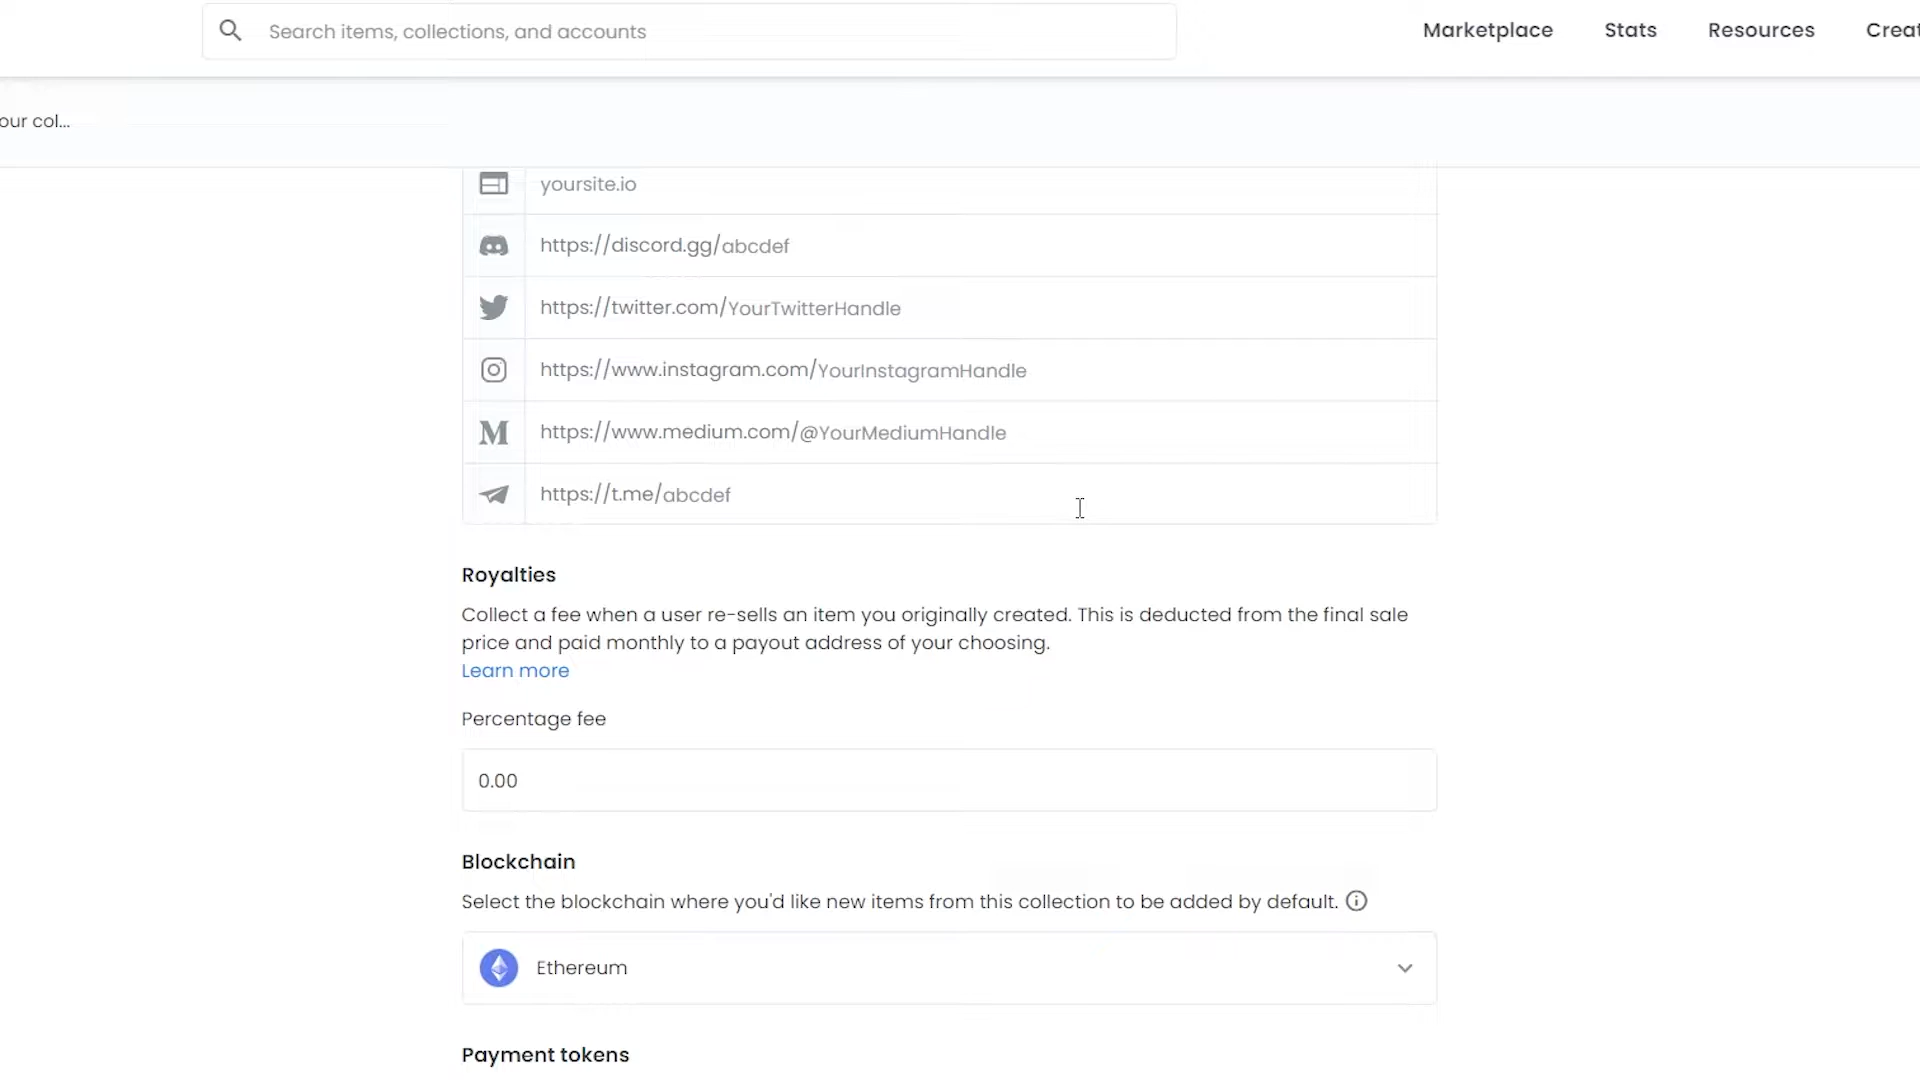 Search items, collections, and accounts
Marketplace
Stats
Resources
Creat
our col...
yoursite.io
https://discord.gg/abcdef
https://twitter.com/YourTwitterHandle
https://www.instagram.com/YourInstagramHandle
https://www.medium.com/@YourMediumHandle
https://t.me/abcdef
Royalties
Collect a fee when a user re-sells an item you originally created. This is deducted from the final sale
price and paid monthly to a payout address of your choosing.
Learn more
Percentage fee
0.00
Blockchain
Select the blockchain where you'd like new items from this collection to be added by default.
Ethereum
Payment tokens